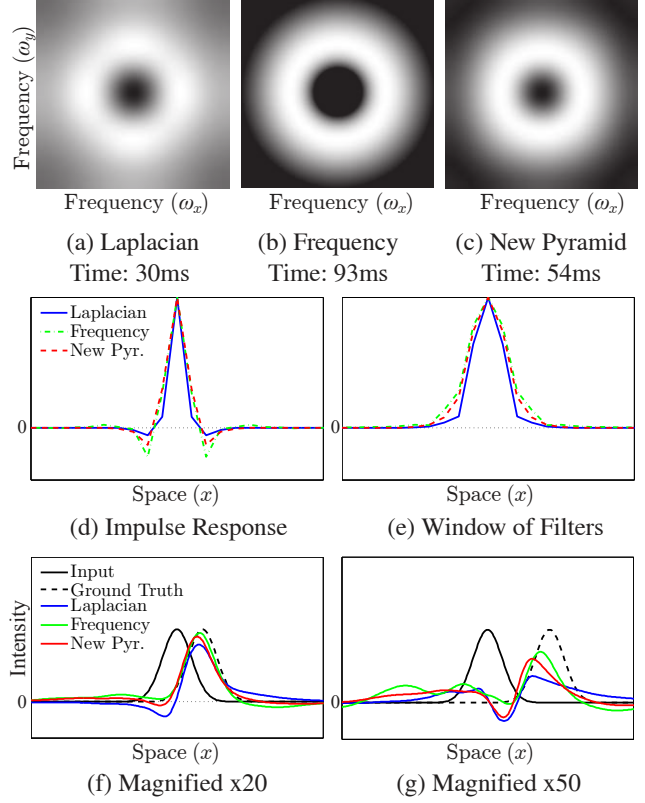 Frequency (ω_y)
Frequency (ω_x) Frequency (ω_x) Frequency (ω_x)
(a) Laplacian (b) Frequency (c) New Pyramid
Time: 30ms Time: 93ms Time: 54ms
Laplacian
Frequency
New Pyr.
0
0
Space (x) Space (x)
(d) Impulse Response (e) Window of Filters
Intensity
Input
Ground Truth
Laplacian
Frequency
New Pyr.
0
0
Space (x) Space (x)
(f) Magnified x20 (g) Magnified x50